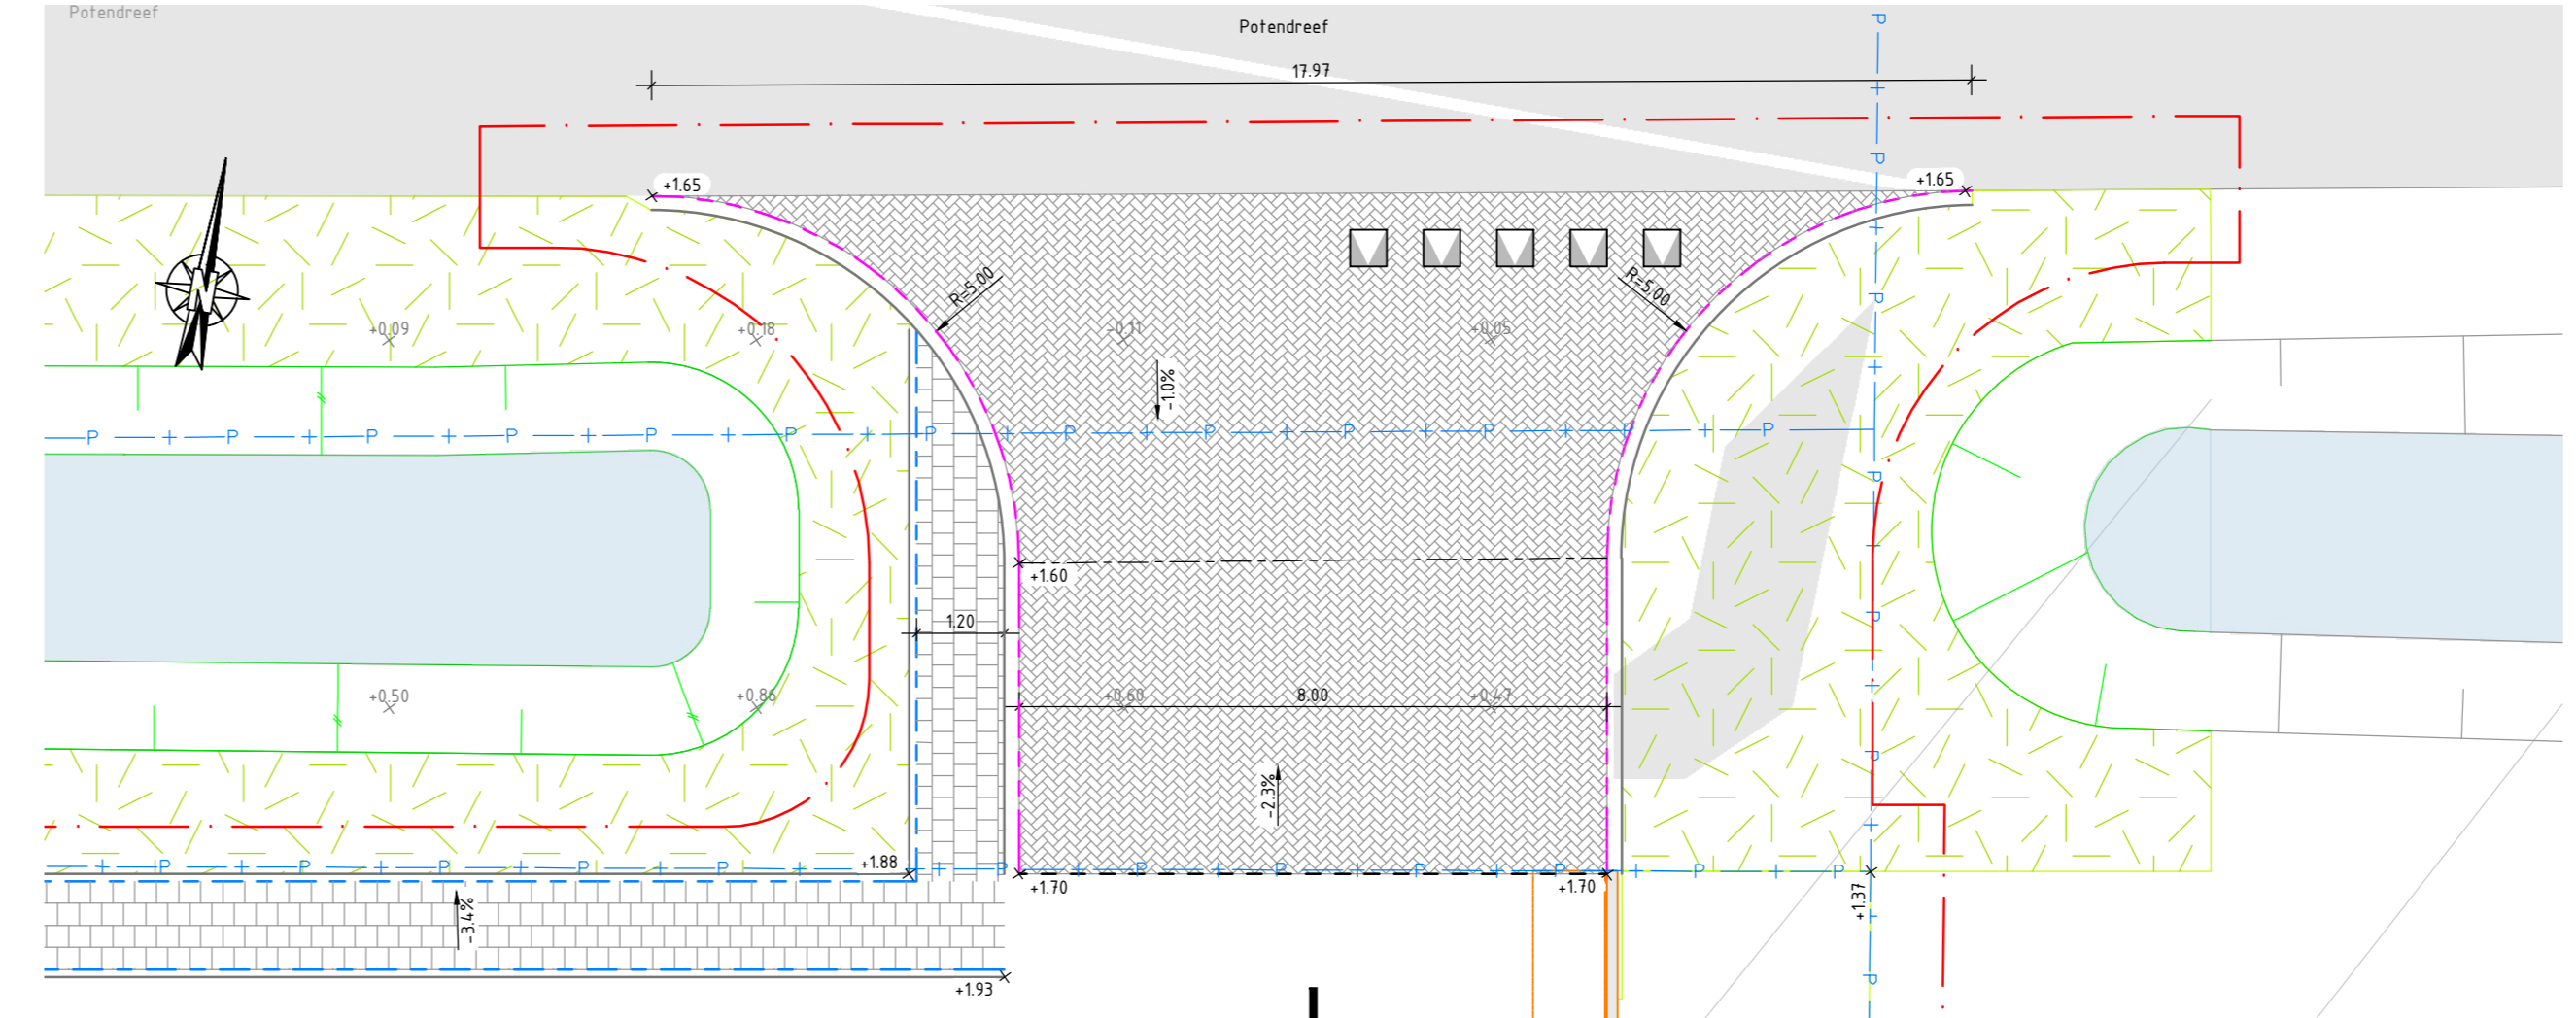 Potendreef
Potendreef
17.97
+1.65
+1.65
R=5.00
R=5.00
+0.09
+0.18
-0.11
+0.05
-1.0%
P P P P P P P P P P P P P
+1.60
1.20
+0.50
+0.86
+0.60
8.00
+0.47
-2.3%
+1.88
P P P P P P P P P P P P P
+1.70
+1.70
+1.37
-3.4%
+1.93
P
P
P
P
P
P
P